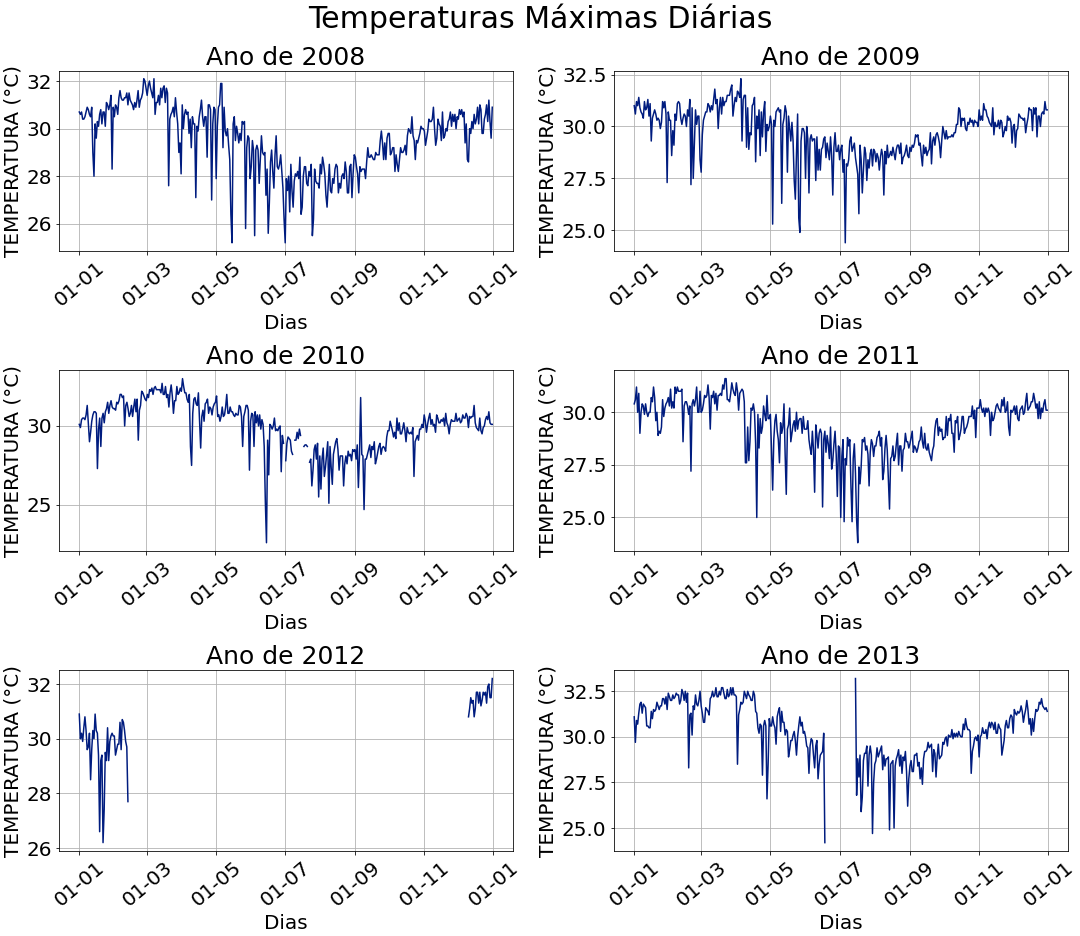 Temperaturas Máximas Diárias
Ano de 2008
TEMPERATURA (°C)
32
30
28
26
01-01 01-03 01-05 01-07 01-09 01-11 01-01
Dias
Ano de 2009
TEMPERATURA (°C)
32.5
30.0
27.5
25.0
01-01 01-03 01-05 01-07 01-09 01-11 01-01
Dias
Ano de 2010
TEMPERATURA (°C)
30
25
01-01 01-03 01-05 01-07 01-09 01-11 01-01
Dias
Ano de 2011
TEMPERATURA (°C)
30.0
27.5
25.0
01-01 01-03 01-05 01-07 01-09 01-11 01-01
Dias
Ano de 2012
TEMPERATURA (°C)
32
30
28
26
01-01 01-03 01-05 01-07 01-09 01-11 01-01
Dias
Ano de 2013
TEMPERATURA (°C)
32.5
30.0
27.5
25.0
01-01 01-03 01-05 01-07 01-09 01-11 01-01
Dias